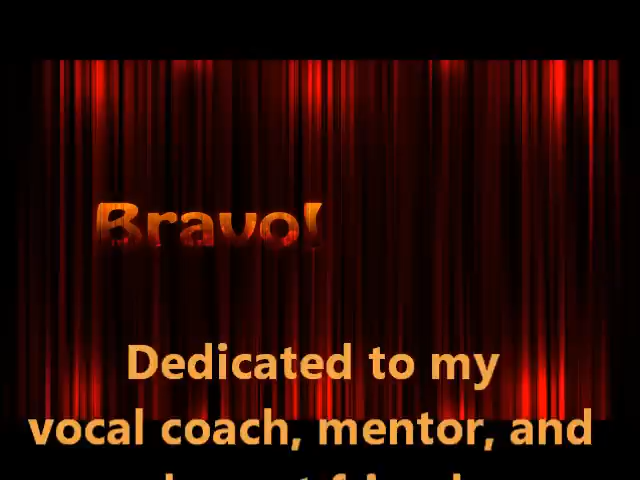 Bravo!
Dedicated to my
vocal coach, mentor, and